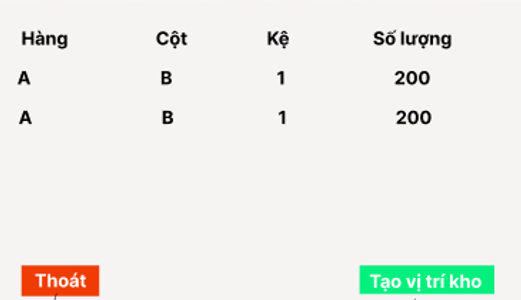 Hàng Cột Kệ Số lượng
A B 1 200
A B 1 200
Thoát Tạo vị trí kho